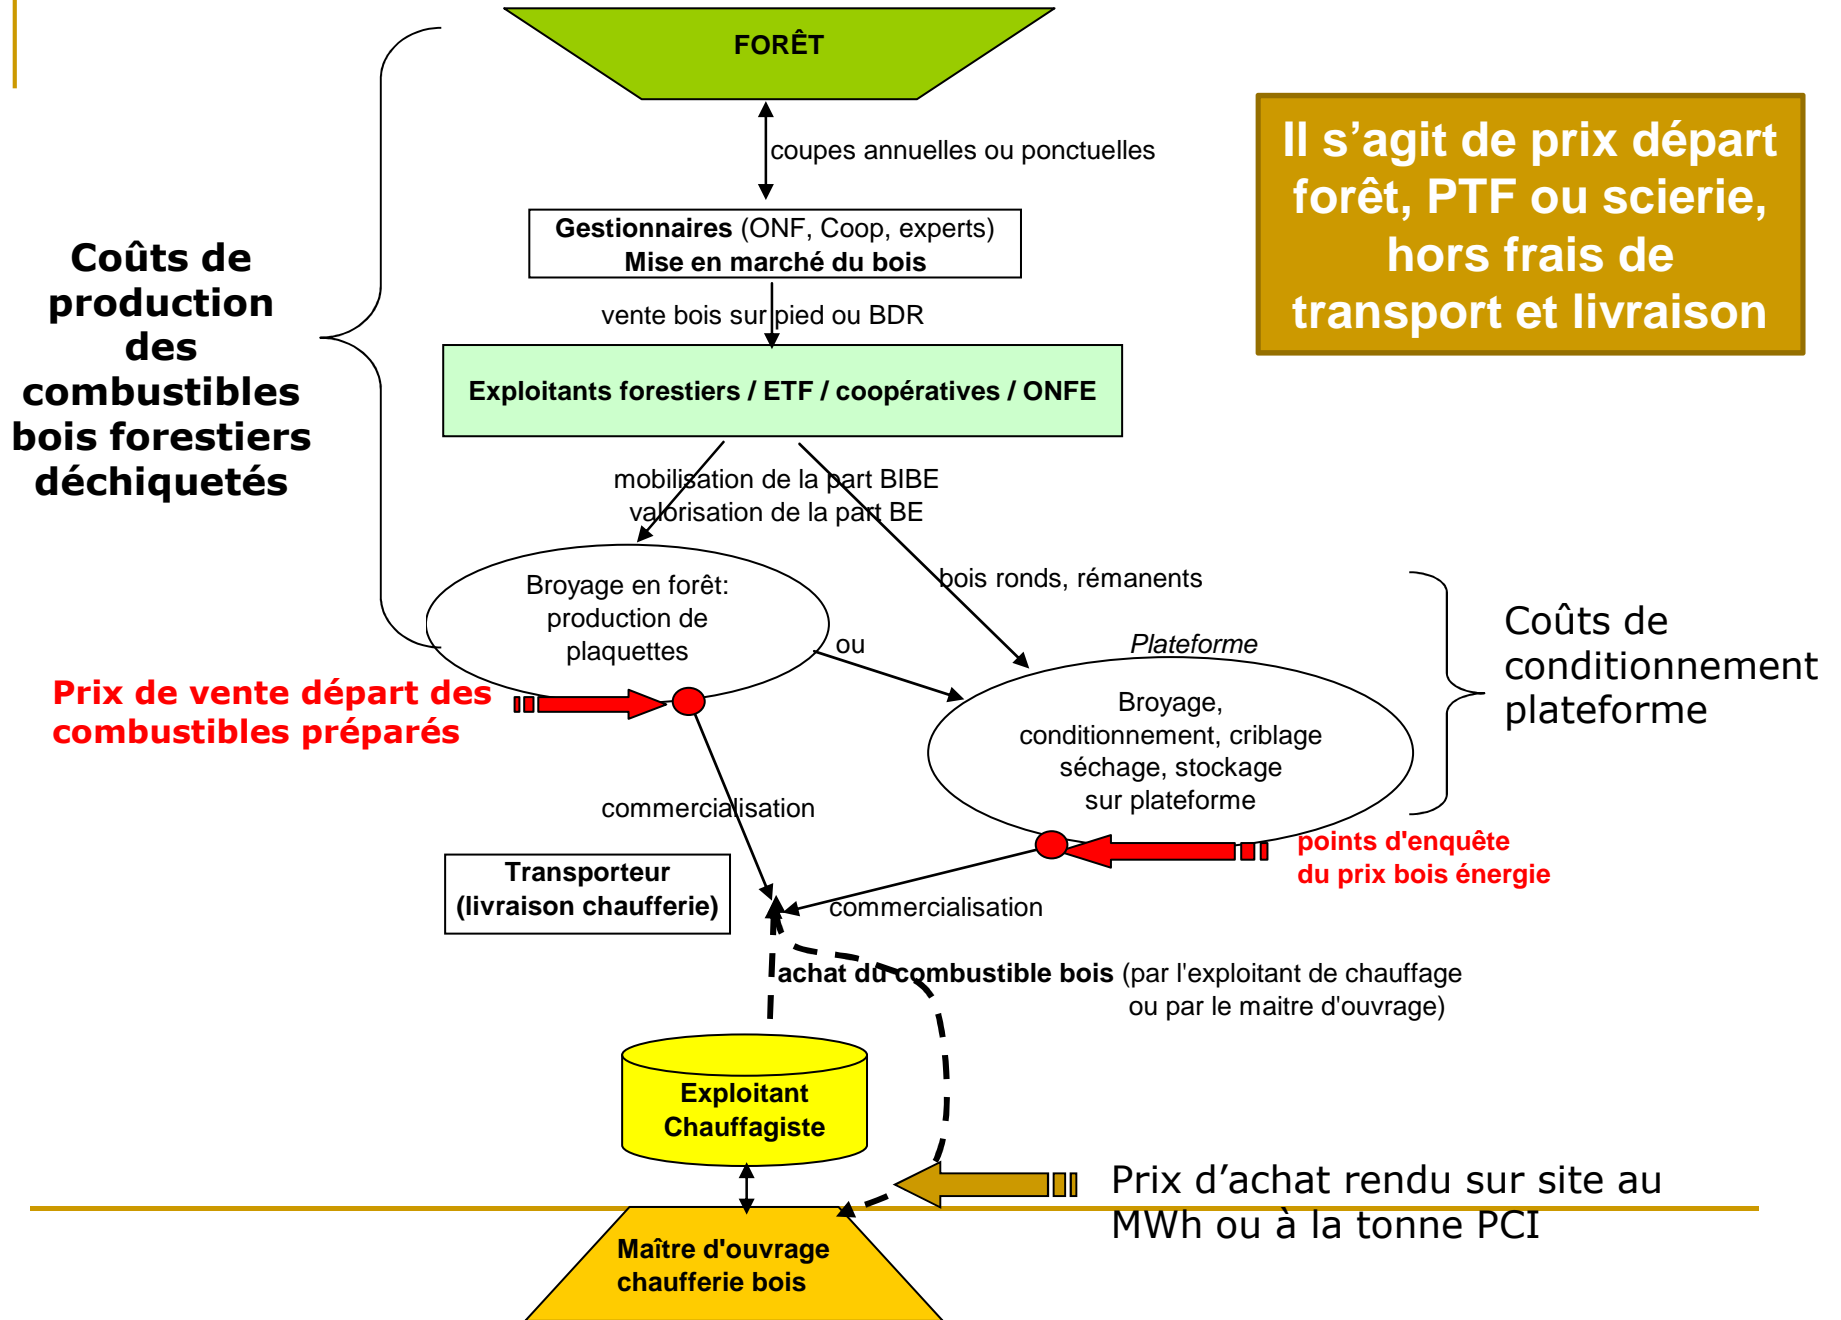 FORÊT
coupes annuelles ou ponctuelles
Il s’agit de prix départ
forêt, PTF ou scierie,
hors frais de
transport et livraison
Gestionnaires (ONF, Coop, experts)
Mise en marché du bois
Coûts de
production
des
combustibles
bois forestiers
déchiquetés
vente bois sur pied ou BDR
Exploitants forestiers / ETF / coopératives / ONFE
mobilisation de la part BIBE
valorisation de la part BE
bois ronds, rémanents
Broyage en forêt:
production de
plaquettes
ou
Plateforme
Coûts de
conditionnement
plateforme
Prix de vente départ des
combustibles préparés
Broyage,
conditionnement, criblage
séchage, stockage
sur plateforme
commercialisation
points d'enquête
du prix bois énergie
Transporteur
(livraison chaufferie)
commercialisation
achat du combustible bois (par l'exploitant de chauffage
ou par le maitre d'ouvrage)
Exploitant
Chauffagiste
Prix d’achat rendu sur site au
MWh ou à la tonne PCI
Maître d'ouvrage
chaufferie bois